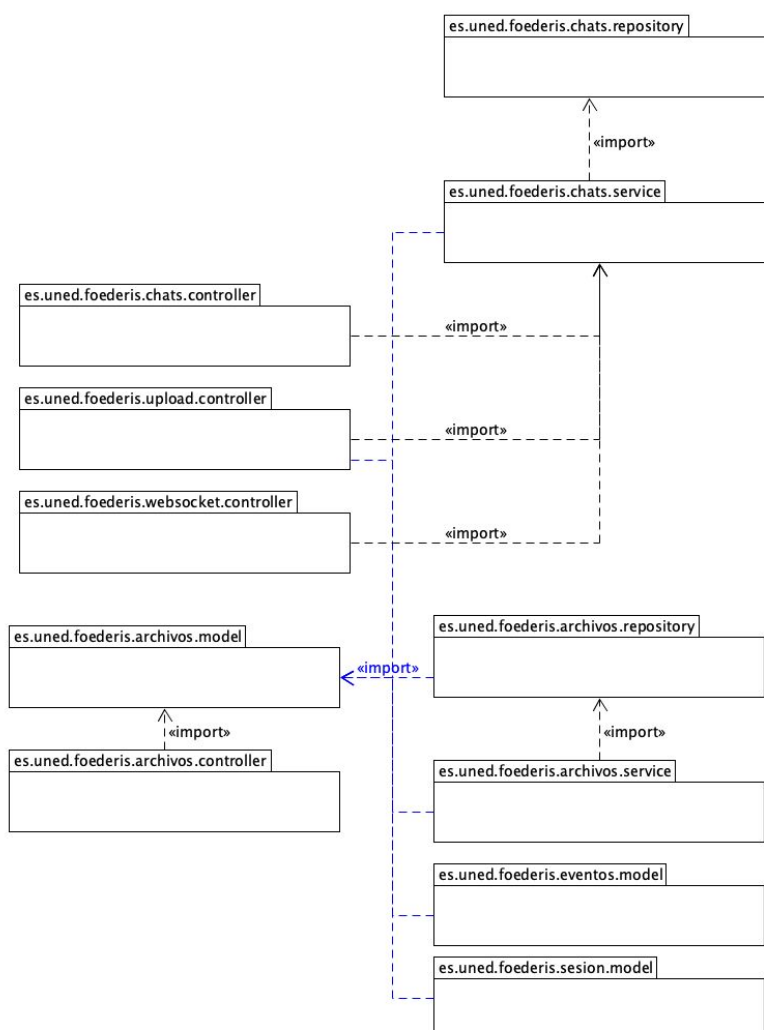 es.uned.foederis.chats.repository
«import»
es.uned.foederis.chats.service
es.uned.foederis.chats.controller
«import»
es.uned.foederis.upload.controller
«import»
es.uned.foederis.websocket.controller
«import»
es.uned.foederis.archivos.model
es.uned.foederis.archivos.repository
«import»
«import»
«import»
es.uned.foederis.archivos.controller
es.uned.foederis.archivos.service
es.uned.foederis.eventos.model
es.uned.foederis.sesion.model